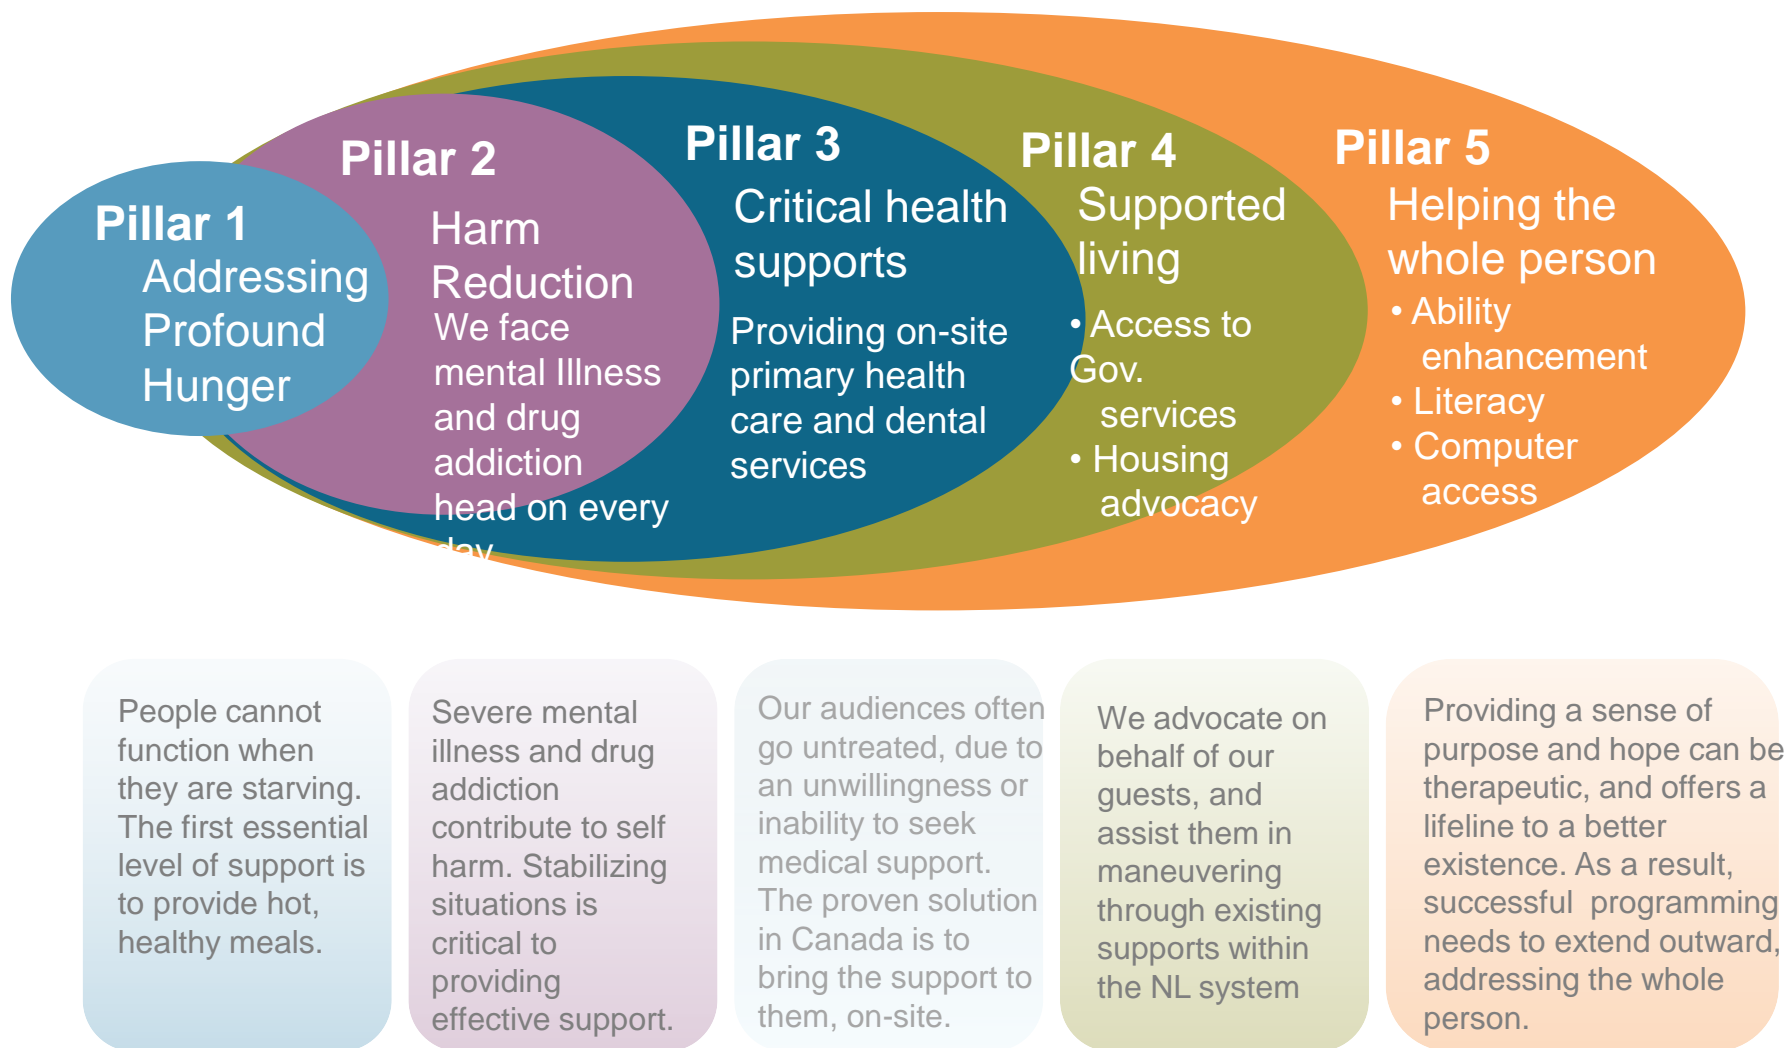 Pillar 1
Addressing
Profound
Hunger
Pillar 2
Harm
Reduction
We face
mental Illness
and drug
addiction
head on every
day
Pillar 3
Critical health
supports
Providing on-site
primary health
care and dental
services
Pillar 4
Supported
living
• Access to
Gov.
services
• Housing
advocacy
Pillar 5
Helping the
whole person
• Ability
enhancement
• Literacy
• Computer
access
People cannot
function when
they are starving.
The first essential
level of support is
to provide hot,
healthy meals.
Severe mental
illness and drug
addiction
contribute to self
harm. Stabilizing
situations is
critical to
providing
effective support.
Our audiences often
go untreated, due to
an unwillingness or
inability to seek
medical support.
The proven solution
in Canada is to
bring the support to
them, on-site.
We advocate on
behalf of our
guests, and
assist them in
maneuvering
through existing
supports within
the NL system
Providing a sense of
purpose and hope can be
therapeutic, and offers a
lifeline to a better
existence. As a result,
successful  programming
needs to extend outward,
addressing the whole
person.